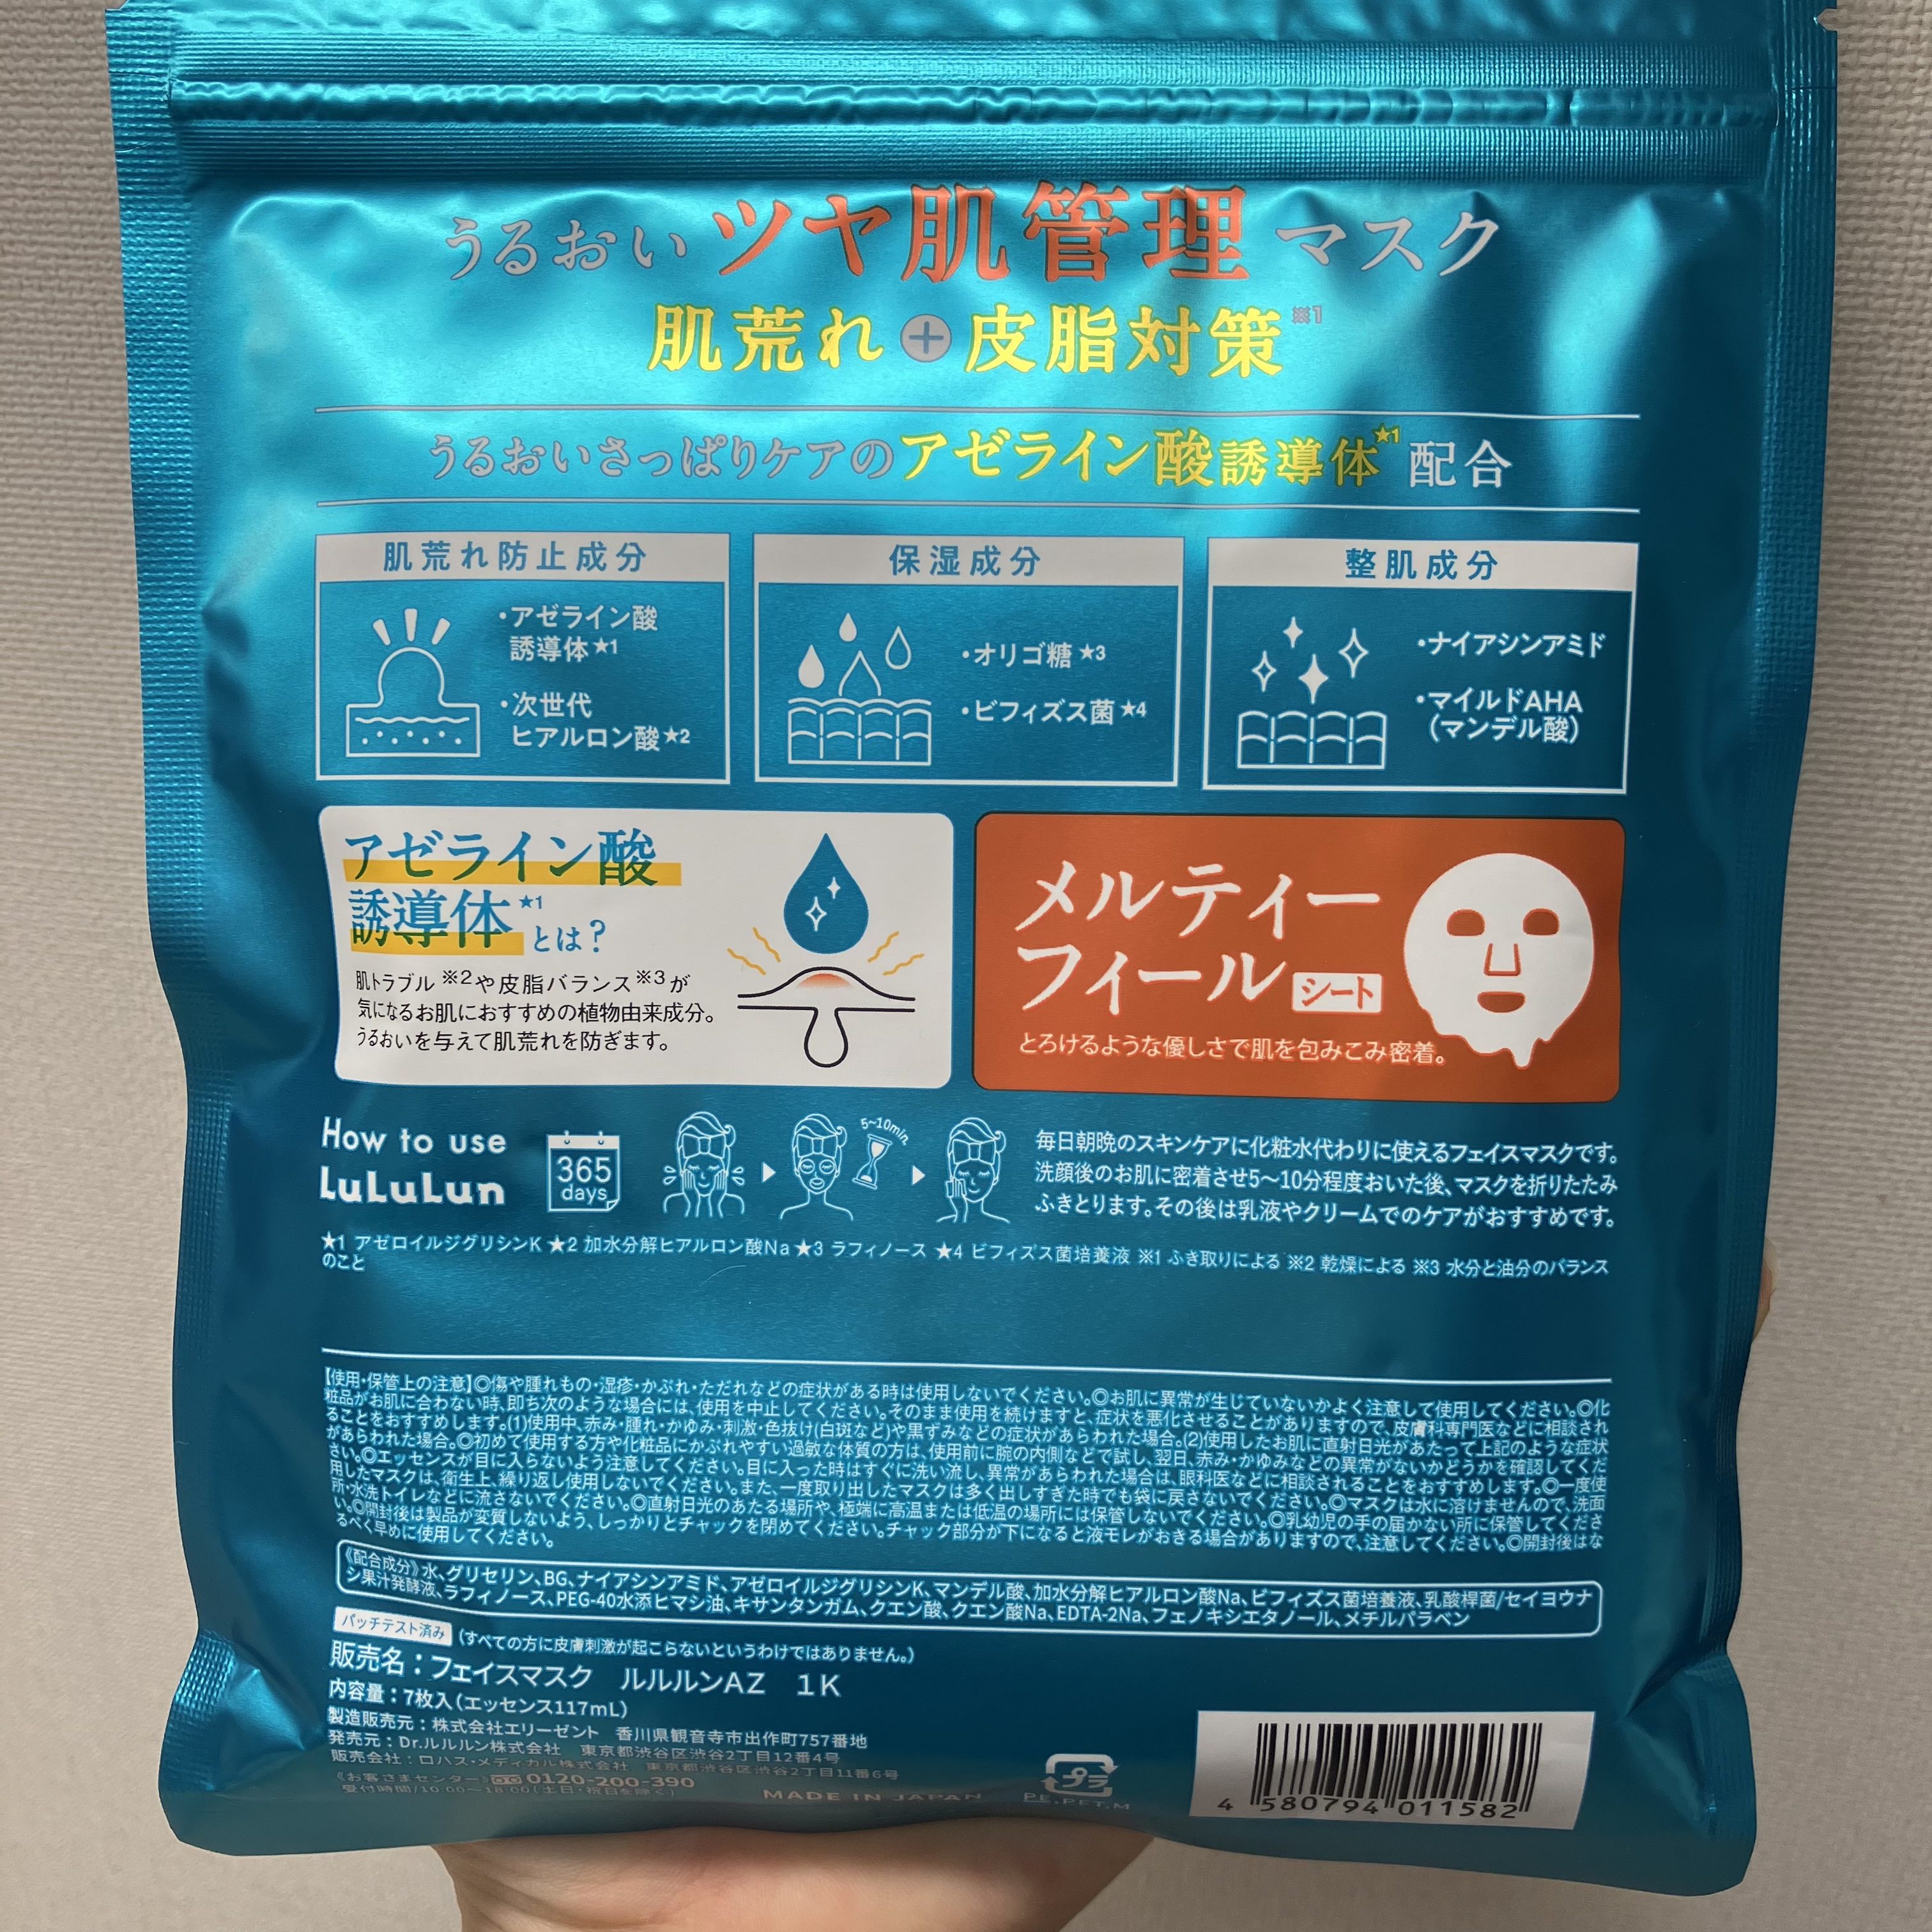 うるおいツヤ肌管理マスク
肌荒れ+皮脂対策※1
うるおいさっぱりケアのアゼライン酸誘導体★1配合
肌荒れ防止成分
・アゼライン酸
誘導体★1
・次世代
ヒアルロン酸★2
保湿成分
・オリゴ糖★3
・ビフィズス菌★4
整肌成分
・ナイアシンアミド
・マイルドAHA
(マンデル酸)
アゼライン酸
誘導体★1とは?
肌トラブル※2や皮脂バランス※3が
気になるお肌におすすめの植物由来成分。
うるおいを与えて肌荒れを防ぎます。
メルティー
フィールシート
とろけるような優しさで肌を包みこみ密着。
How to use
LuLuLun
365
days
5~10min.
毎日朝晩のスキンケアに化粧水代わりに使えるフェイスマスクです。
洗顔後のお肌に密着させ5〜10分程度おいた後、マスクを折りたたみ
ふきとります。その後は乳液やクリームでのケアがおすすめです。
★1 アゼロイルジグリシンK ★2 加水分解ヒアルロン酸Na ★3 ラフィノース ★4 ビフィズス菌培養液 ※1 ふき取りによる ※2 乾燥による ※3 水分と油分のバランス
のこと
【使用・保管上の注意】◎傷や腫れもの・湿疹・かぶれ・ただれなどの症状がある時は使用しないでください。◎お肌に異常が生じていないかよく注意して使用してください。◎化
粧品がお肌に合わない時、即ち次のような場合には、使用を中止してください。そのまま使用を続けますと、症状を悪化させることがありますので、皮膚科専門医などに相談され
ることをおすすめします。(1)使用中、赤み・腫れ・かゆみ・刺激・色抜け(白斑など)や黒ずみなどの症状があらわれた場合。(2)使用したお肌に直射日光があたって上記のような症状
があらわれた場合。◎初めて使用する方や化粧品にかぶれやすい過敏な体質の方は、使用前に腕の内側などで試し、翌日、赤み・かゆみなどの異常がないかどうかを確認してくだ
さい。◎エッセンスが目に入らないよう注意してください。目に入った時はすぐに洗い流し、異常があらわれた場合は、眼科医などに相談されることをおすすめします。◎一度使
用したマスクは、衛生上、繰り返し使用しないでください。また、一度取り出したマスクは多く出しすぎた時でも袋に戻さないでください。◎マスクは水に溶けませんので、洗面
所・水洗トイレなどに流さないでください。◎直射日光のあたる場所や、極端に高温または低温の場所には保管しないでください。◎乳幼児の手の届かない所に保管してくださ
い。◎開封後は製品が変質しないよう、しっかりとチャックを閉めてください。チャック部分が下になると液モレがおきる場合がありますので、注意してください。◎開封後はな
るべく早めに使用してください。
《配合成分》水、グリセリン、BG、ナイアシンアミド、アゼロイルジグリシンK、マンデル酸、加水分解ヒアルロン酸Na、ビフィズス菌培養液、乳酸桿菌/セイヨウナ
シ果汁発酵液、ラフィノース、PEG-40水添ヒマシ油、キサンタンガム、クエン酸、クエン酸Na、EDTA-2Na、フェノキシエタノール、メチルパラベン
パッチテスト済み (すべての方に皮膚刺激が起こらないというわけではありません。)
販売名：フェイスマスク ルルルンAZ 1K
内容量：7枚入(エッセンス117mL)
製造販売元：株式会社エリーゼント 香川県観音寺市出作町757番地
発売元：Dr.ルルルン株式会社 東京都渋谷区渋谷2丁目12番4号
販売会社：ロハス・メディカル株式会社 東京都渋谷区渋谷2丁目11番6号
《お客さまセンター》0120-200-390
受付時間/10:00〜18:00(土日・祝日を除く)
MADE IN JAPAN
プラ
PE,PET,M
4 580794 011582